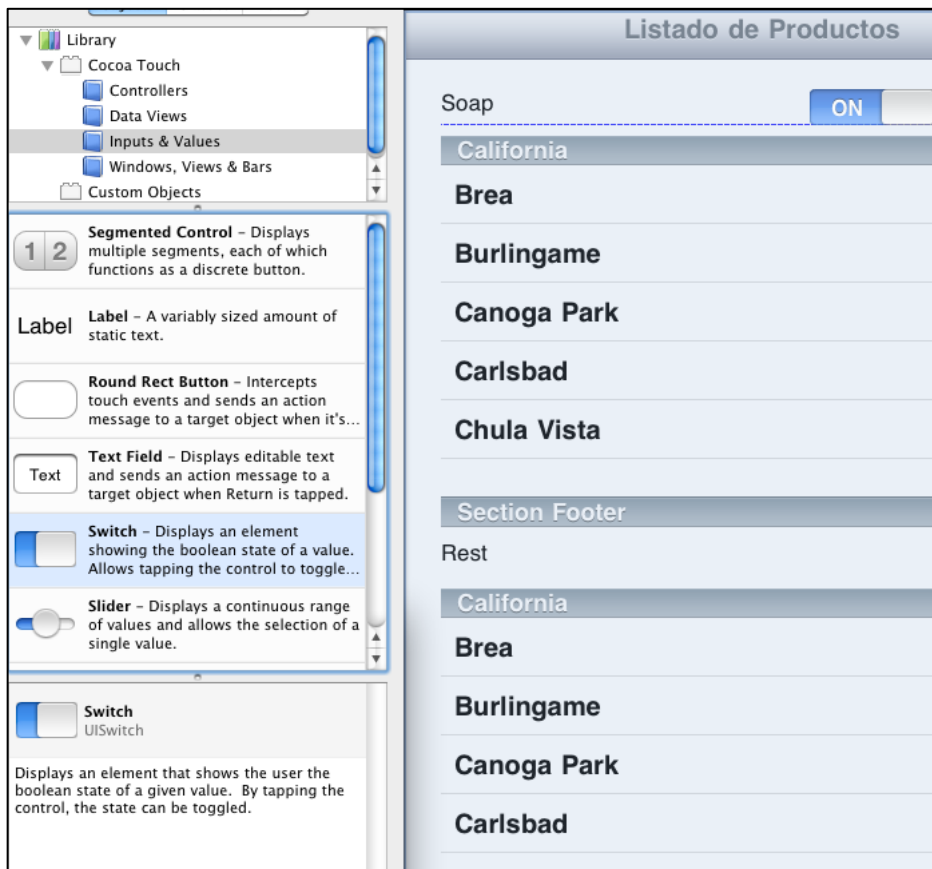 Library
Cocoa Touch
Controllers
Data Views
Inputs & Values
Windows, Views & Bars
Custom Objects
1 2
Segmented Control – Displays
multiple segments, each of which
functions as a discrete button.
Label
Label – A variably sized amount of
static text.
Round Rect Button – Intercepts
touch events and sends an action
message to a target object when it's...
Text
Text Field – Displays editable text
and sends an action message to a
target object when Return is tapped.
Switch – Displays an element
showing the boolean state of a value.
Allows tapping the control to toggle...
Slider – Displays a continuous range
of values and allows the selection of a
single value.
Switch
UISwitch
Displays an element that shows the user the
boolean state of a given value.  By tapping the
control, the state can be toggled.
Listado de Productos
Soap
ON
California
Brea
Burlingame
Canoga Park
Carlsbad
Chula Vista
Section Footer
Rest
California
Brea
Burlingame
Canoga Park
Carlsbad